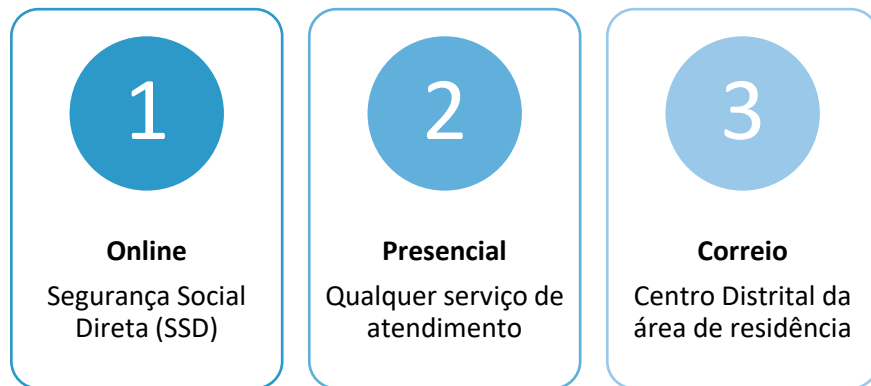 1
Online
Segurança Social
Direta (SSD)
2
Presencial
Qualquer serviço de
atendimento
3
Correio
Centro Distrital da
área de residência